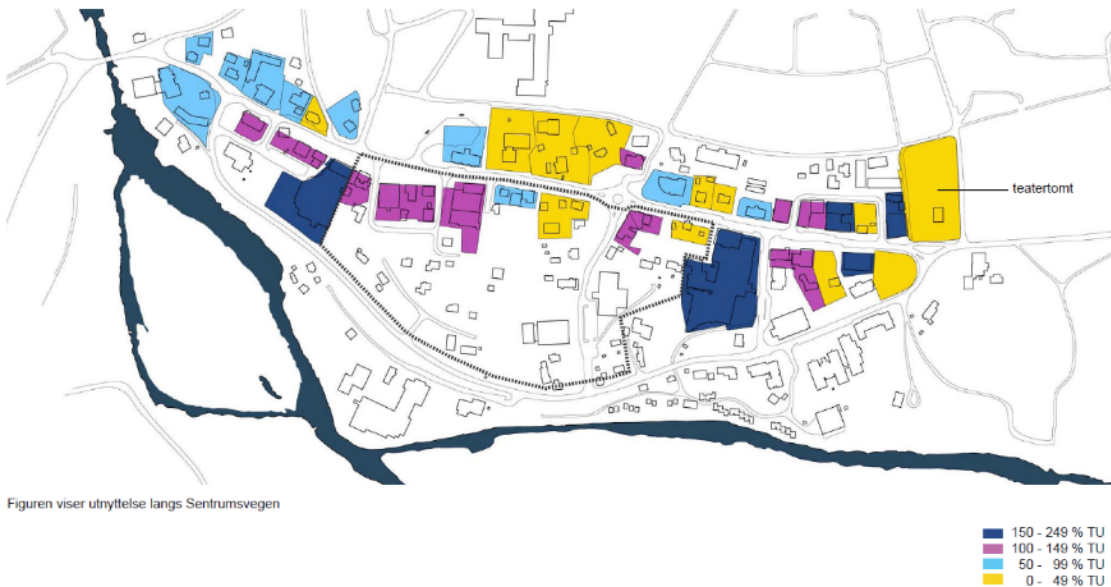 teatertomt
Figuren viser utnyttelse langs Sentrumsvegen
150 - 249 % TU
100 - 149 % TU
50 - 99 % TU
0 - 49 % TU